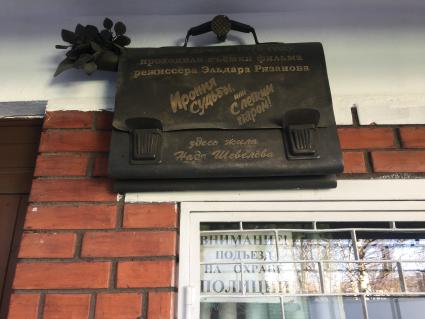 проходили съёмки фильма
режиссёра Эльдара Рязанова
Ирония
судьбы,
или
С лёгким
паром!
здесь жила
Надя Шевелёва
ВНИМАНИЕ!
ПОДЪЕЗД
НА ОХРАНЕ
ПОЛИЦИИ